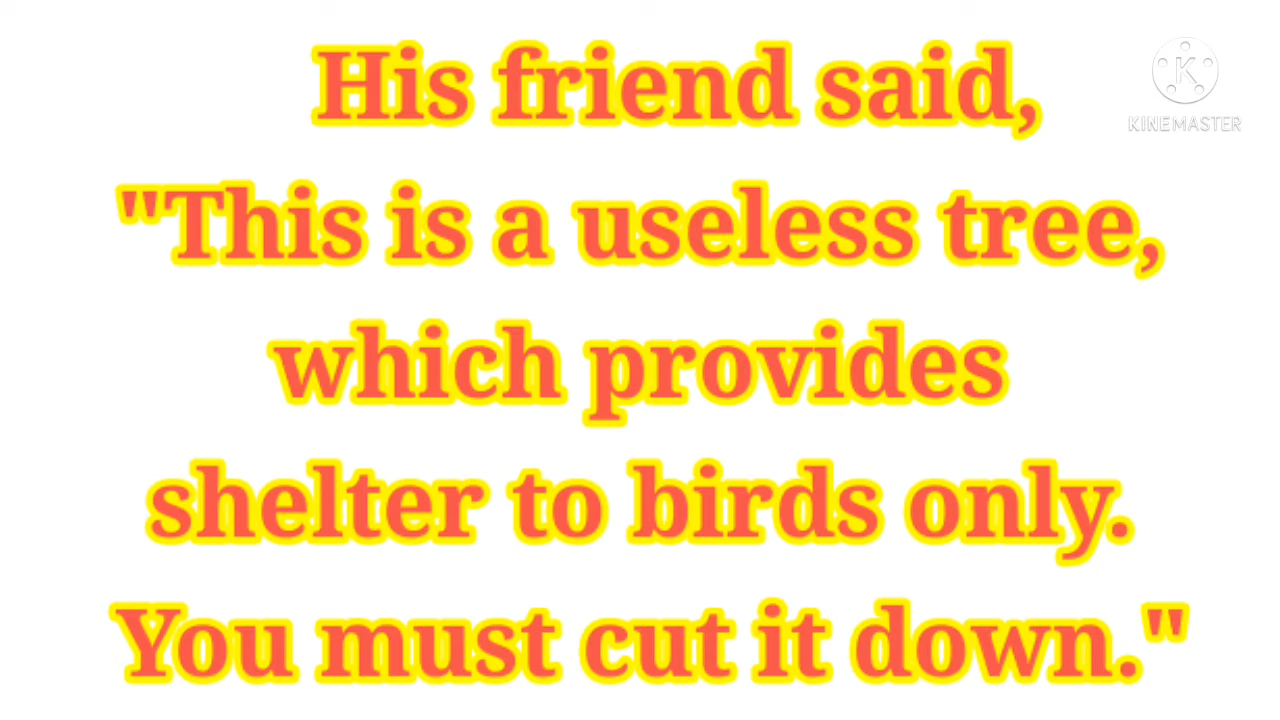 His friend said,
K
KINEMASTER
"This is a useless tree,
which provides
shelter to birds only.
You must cut it down."